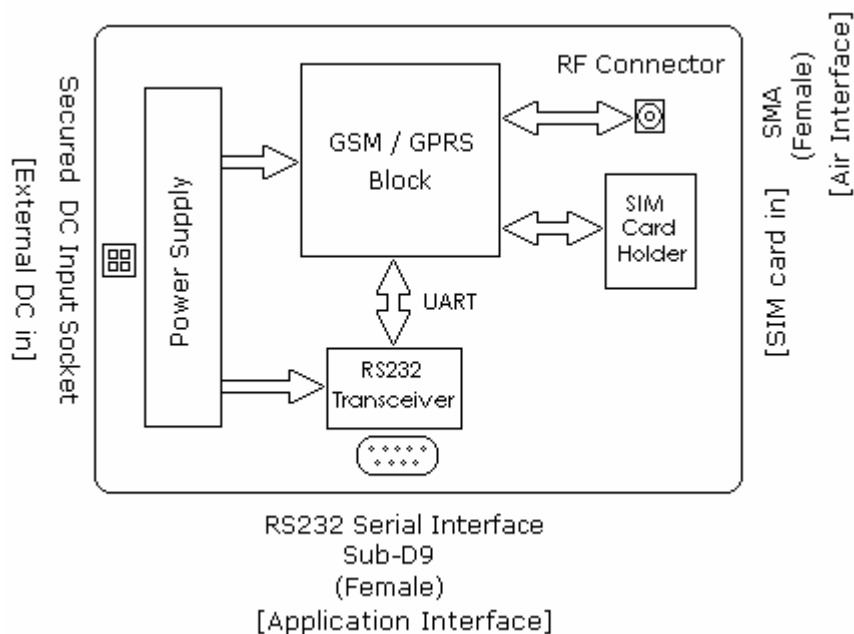 [External DC in]
Secured DC Input Socket
Power Supply
GSM / GPRS
Block
RF Connector
SMA
(Female)
[Air Interface]
SIM
Card
Holder
[SIM card in]
UART
RS232
Transceiver
RS232 Serial Interface
Sub-D9
(Female)
[Application Interface]